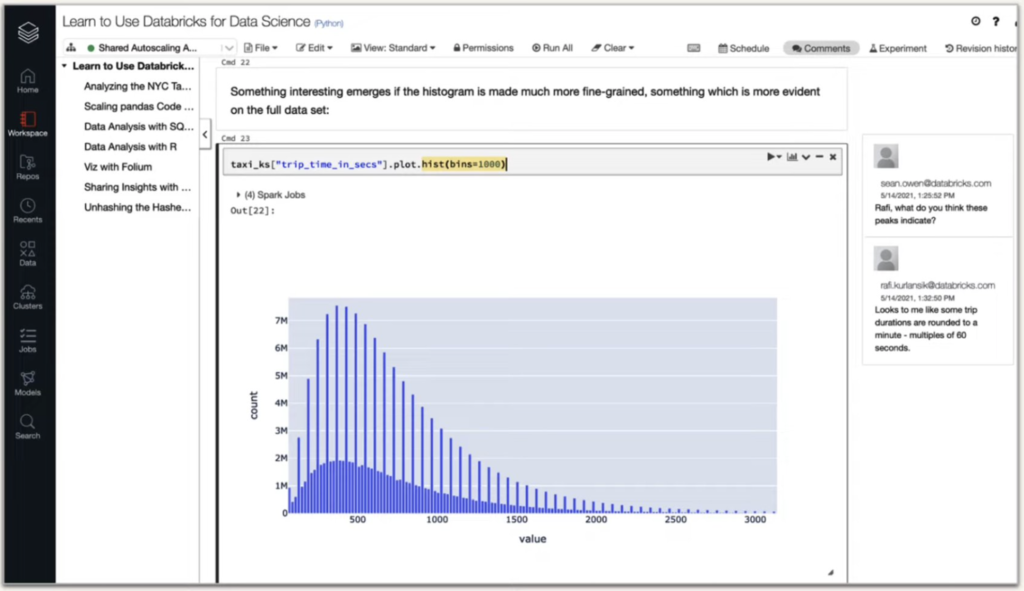 Learn to Use Databricks for Data Science (Python)
?
Shared Autoscaling A...
File
Edit
View: Standard
Permissions
Run All
Clear
Schedule
Comments
Experiment
Revision histor
Home
Workspace
Repos
Recents
Data
Clusters
Jobs
Models
Search
Learn to Use Databrick...
Analyzing the NYC Ta...
Scaling pandas Code ...
Data Analysis with SQ...
Data Analysis with R
Viz with Folium
Sharing Insights with ...
Unhashing the Hashe...
Cmd 22
Something interesting emerges if the histogram is made much more fine-grained, something which is more evident
on the full data set:
Cmd 23
taxi_ks["trip_time_in_secs"].plot.hist(bins=1000)
(4) Spark Jobs
Out[22]:
7M
6M
5M
4M
3M
2M
1M
0
count
500
1000
1500
2000
2500
3000
value
sean.owen@databricks.com
5/14/2021, 1:25:52 PM
Rafi, what do you think these
peaks indicate?
rafi.kurlansik@databricks.com
5/14/2021, 1:32:50 PM
Looks to me like some trip
durations are rounded to a
minute - multiples of 60
seconds.